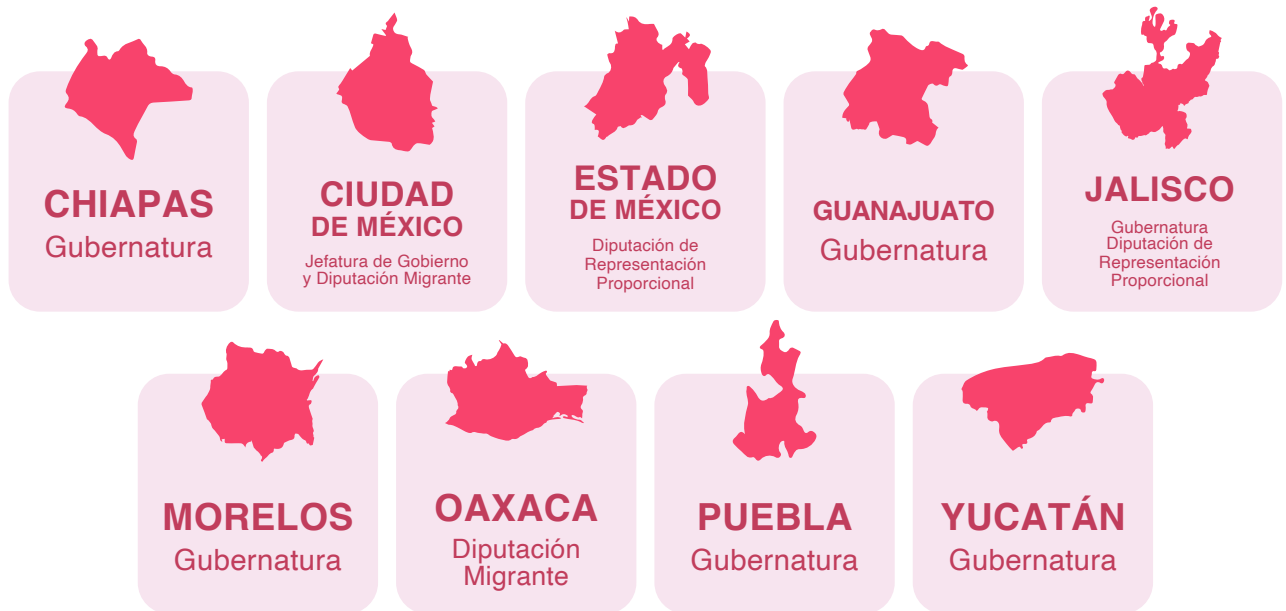 CHIAPAS
Gubernatura
CIUDAD
DE MÉXICO
Jefatura de Gobierno
y Diputación Migrante
ESTADO
DE MÉXICO
Diputación de
Representación
Proporcional
GUANAJUATO
Gubernatura
JALISCO
Gubernatura
Diputación de
Representación
Proporcional
MORELOS
Gubernatura
OAXACA
Diputación
Migrante
PUEBLA
Gubernatura
YUCATÁN
Gubernatura